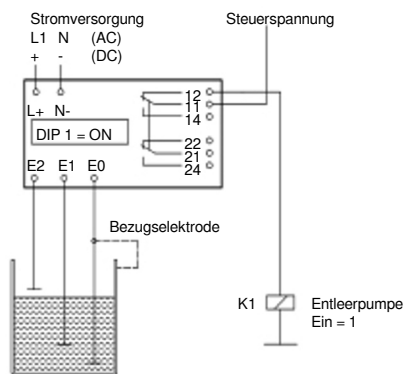 Stromversorgung Steuerspannung
L1 N (AC)
+ - (DC)
12
11
14
L+ N-
DIP 1 = ON
22
21
24
E2 E1 E0
Bezugselektrode
K1 Entleerpumpe
Ein = 1